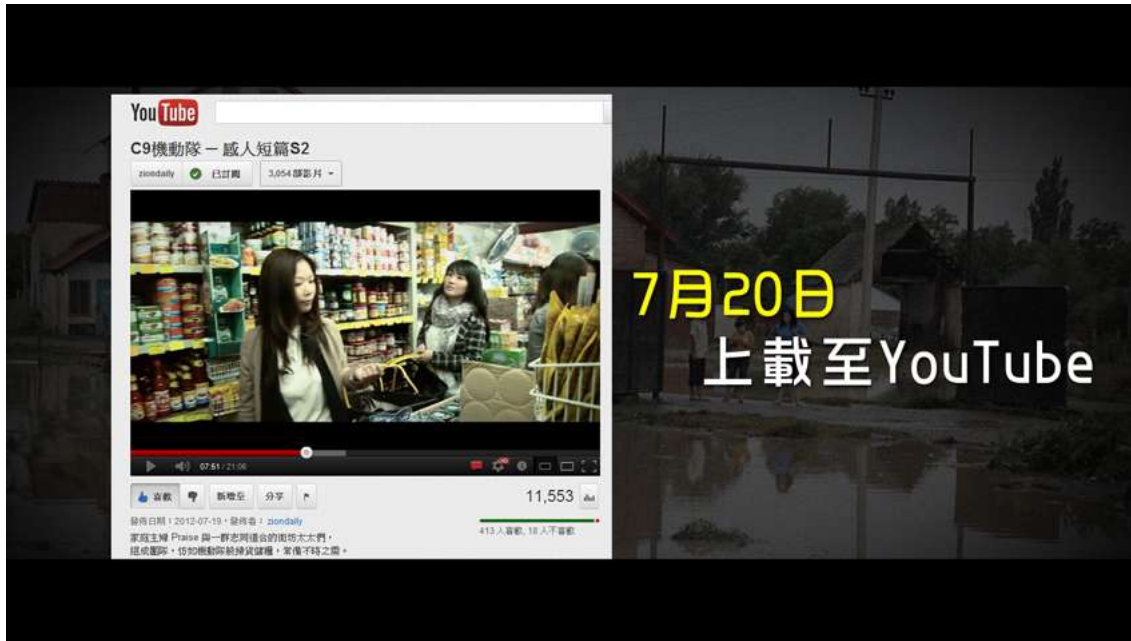 YouTube
C9機動隊 — 感人短篇S2
ziondaily 已訂閱 3,054 部影片
7月20日
上載至YouTube
07:51 / 21:06
喜歡 新增至 分享 11,553
發佈日期:2012-07-19,發佈者: ziondaily
413 人喜歡, 18 人不喜歡
家庭主婦 Praise 與一群志同道合的街坊太太們,
組成團隊,仿如機動隊般掃貨儲糧,常備不時之需。